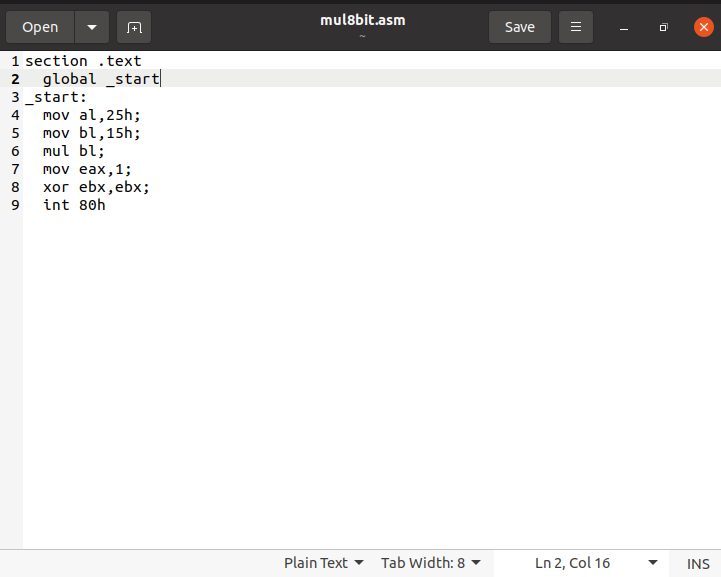 Open
mul8bit.asm
~
Save
1 section .text
2   global _start
3 _start:
4   mov al,25h;
5   mov bl,15h;
6   mul bl;
7   mov eax,1;
8   xor ebx,ebx;
9   int 80h
Plain Text Tab Width: 8 Ln 2, Col 16 INS